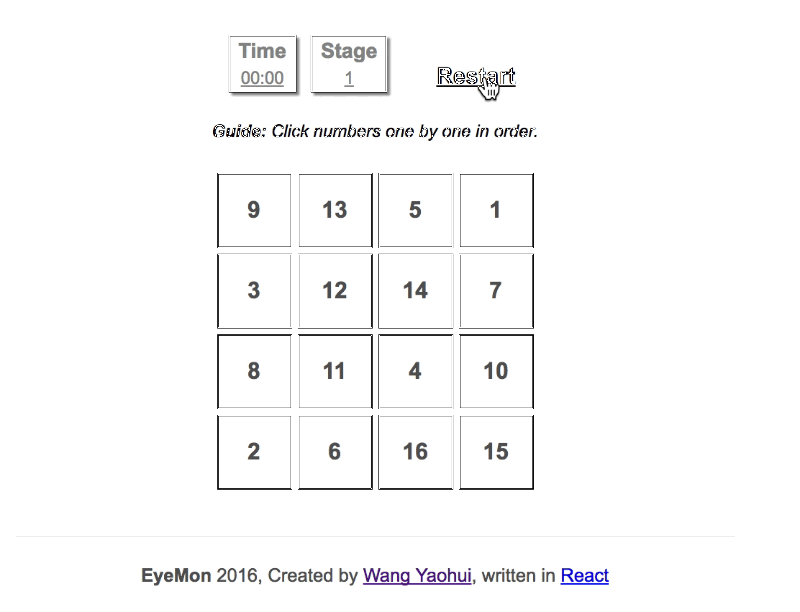 Time Stage
00:00 1 Restart
Guide: Click numbers one by one in order.
9 13 5 1
3 12 14 7
8 11 4 10
2 6 16 15
EyeMon 2016, Created by Wang Yaohui, written in React